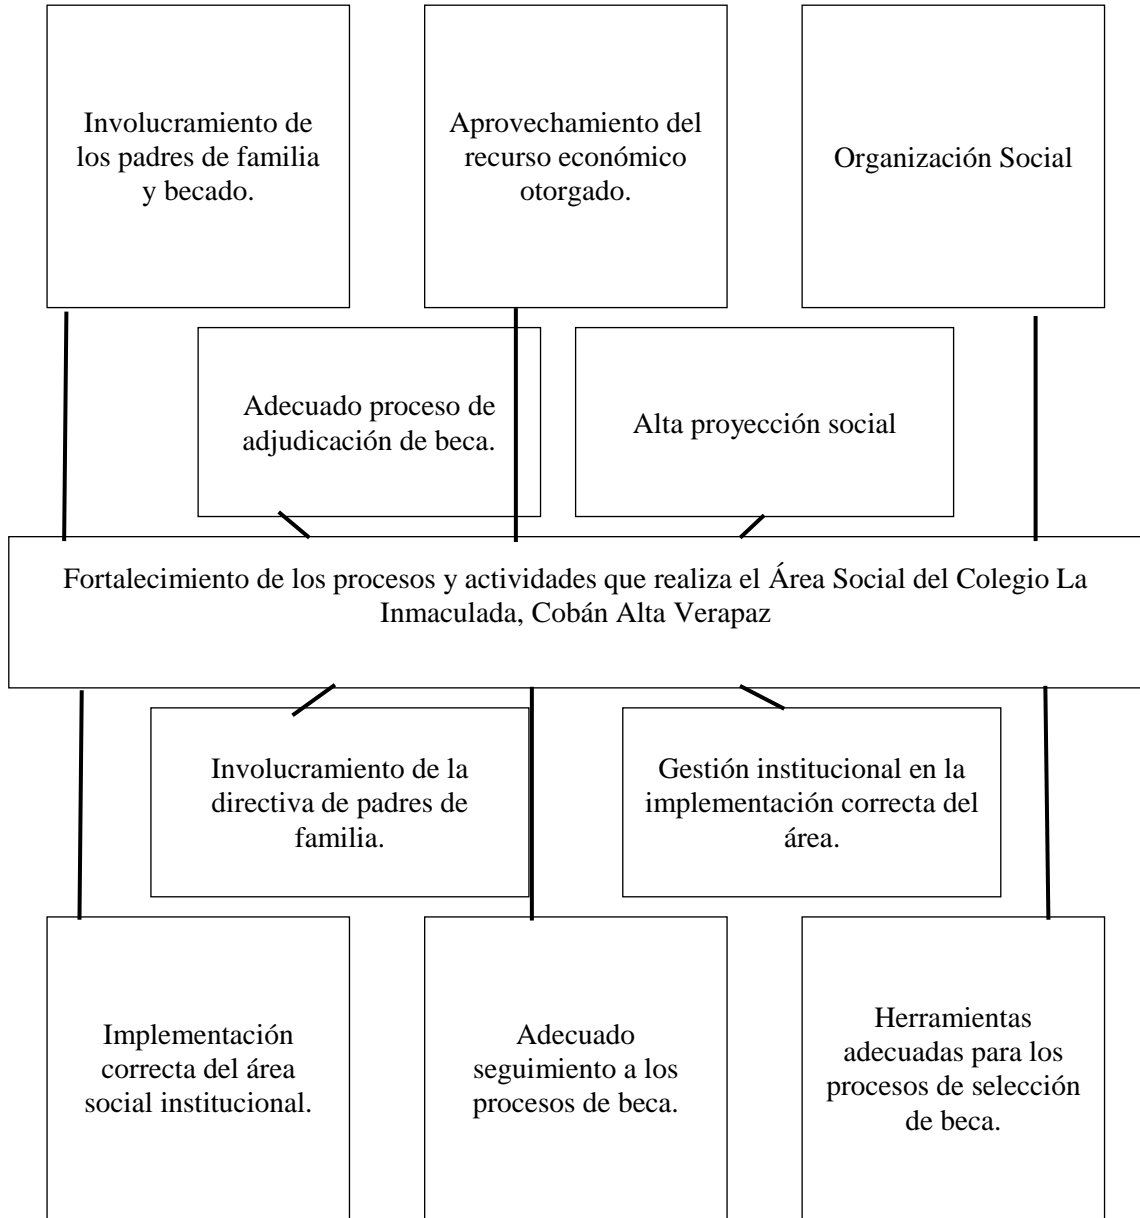 Involucramiento de
los padres de familia
y becado.
Aprovechamiento del
recurso económico
otorgado.
Organización Social
Adecuado proceso de
adjudicación de beca.
Alta proyección social
Fortalecimiento de los procesos y actividades que realiza el Área Social del Colegio La
Inmaculada, Cobán Alta Verapaz
Involucramiento de la
directiva de padres de
familia.
Gestión institucional en la
implementación correcta del
área.
Implementación
correcta del área
social institucional.
Adecuado
seguimiento a los
procesos de beca.
Herramientas
adecuadas para los
procesos de selección
de beca.